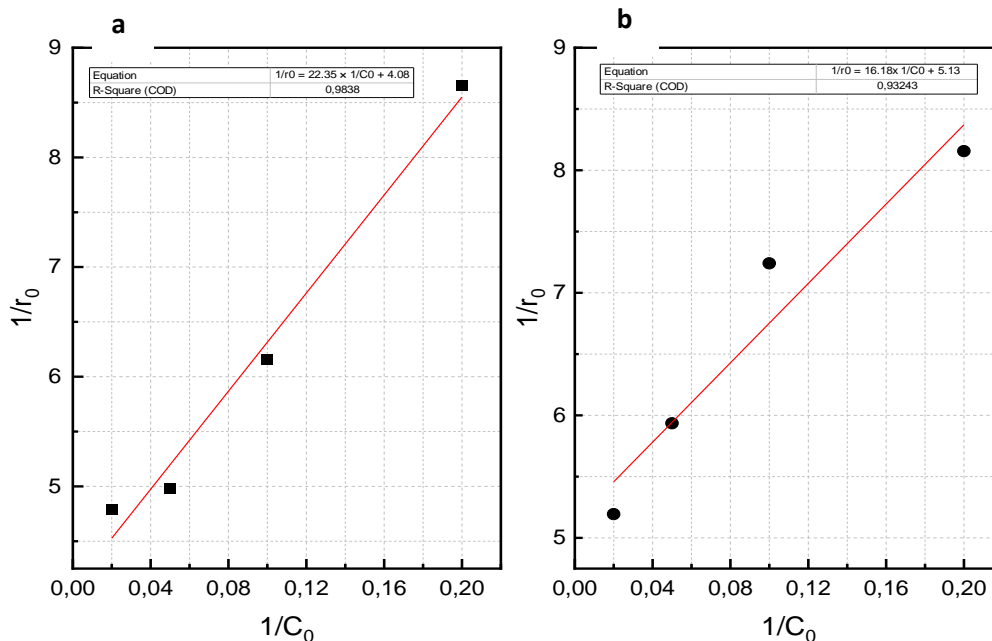 a
Equation 1/r0 = 22.35 × 1/C0 + 4.08
R-Square (COD) 0,9838
9
8
7
6
5
1/r₀
0,00 0,04 0,08 0,12 0,16 0,20
1/C₀
b
Equation 1/r0 = 16.18x 1/C0 + 5.13
R-Square (COD) 0,93243
9
8
7
6
5
1/r₀
0,00 0,04 0,08 0,12 0,16 0,20
1/C₀